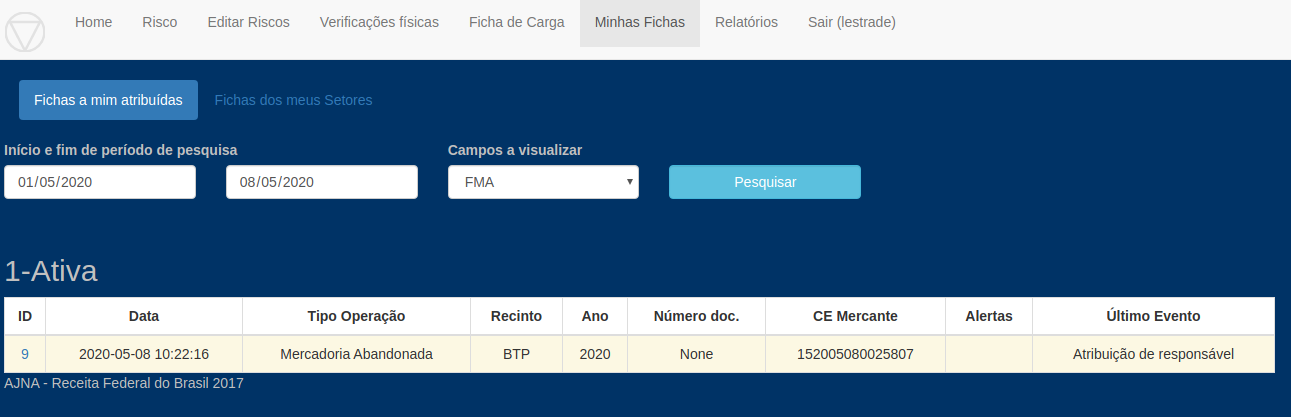 Home Risco Editar Riscos Verificações físicas Ficha de Carga Minhas Fichas Relatórios Sair (lestrade)
Fichas a mim atribuídas Fichas dos meus Setores
Início e fim de período de pesquisa Campos a visualizar
01/05/2020 08/05/2020 FMA Pesquisar
1-Ativa
ID Data Tipo Operação Recinto Ano Número doc. CE Mercante Alertas Último Evento
9 2020-05-08 10:22:16 Mercadoria Abandonada BTP 2020 None 152005080025807 Atribuição de responsável
AJNA - Receita Federal do Brasil 2017